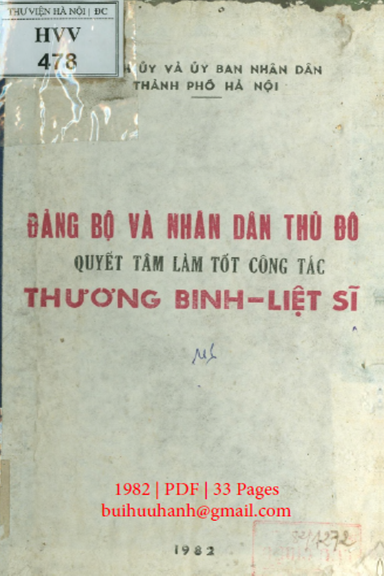 THƯ VIỆN HÀ NỘI | ĐC
HVV
478
ỦY VÀ ỦY BAN NHÂN DÂN
THÀNH PHỐ HÀ NỘI
ĐẢNG BỘ VÀ NHÂN DÂN THỦ ĐÔ
QUYẾT TÂM LÀM TỐT CÔNG TÁC
THƯƠNG BINH-LIỆT SĨ
1982 | PDF | 33 Pages
buihuuhanh@gmail.com
1982